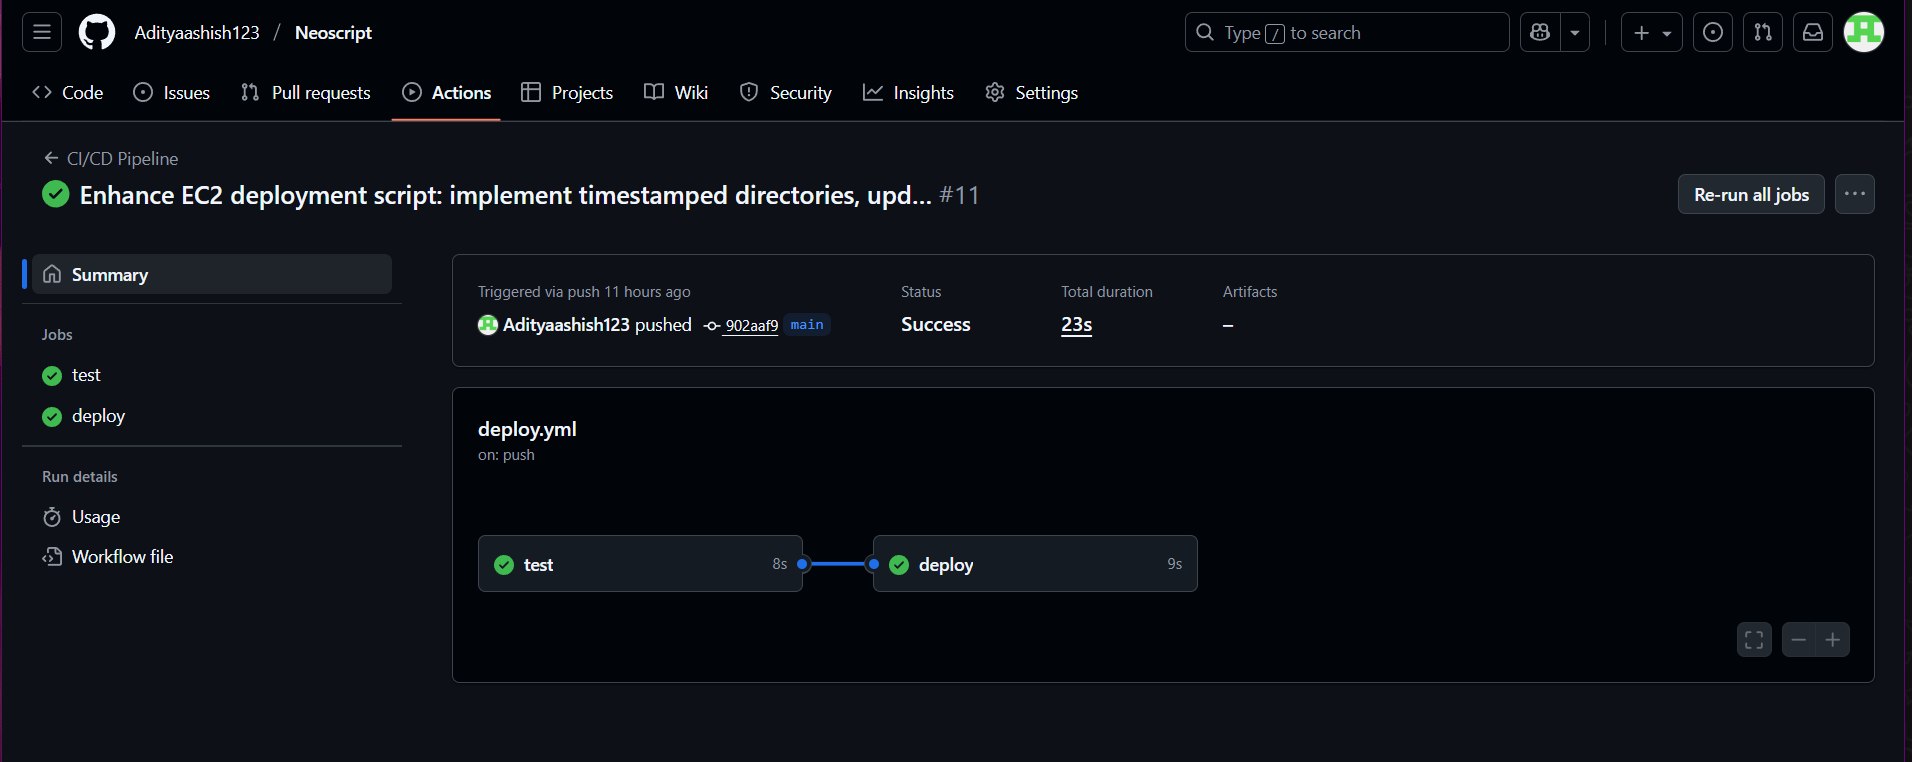 Adityaashish123 / Neoscript
Type / to search
Code Issues Pull requests Actions Projects Wiki Security Insights Settings
← CI/CD Pipeline
Enhance EC2 deployment script: implement timestamped directories, upd... #11
Re-run all jobs
Summary
Jobs
test
deploy
Run details
Usage
Workflow file
Triggered via push 11 hours ago
Adityaashish123 pushed 902aaf9 main
Status
Success
Total duration
23s
Artifacts
–
deploy.yml
on: push
test 8s
deploy 9s